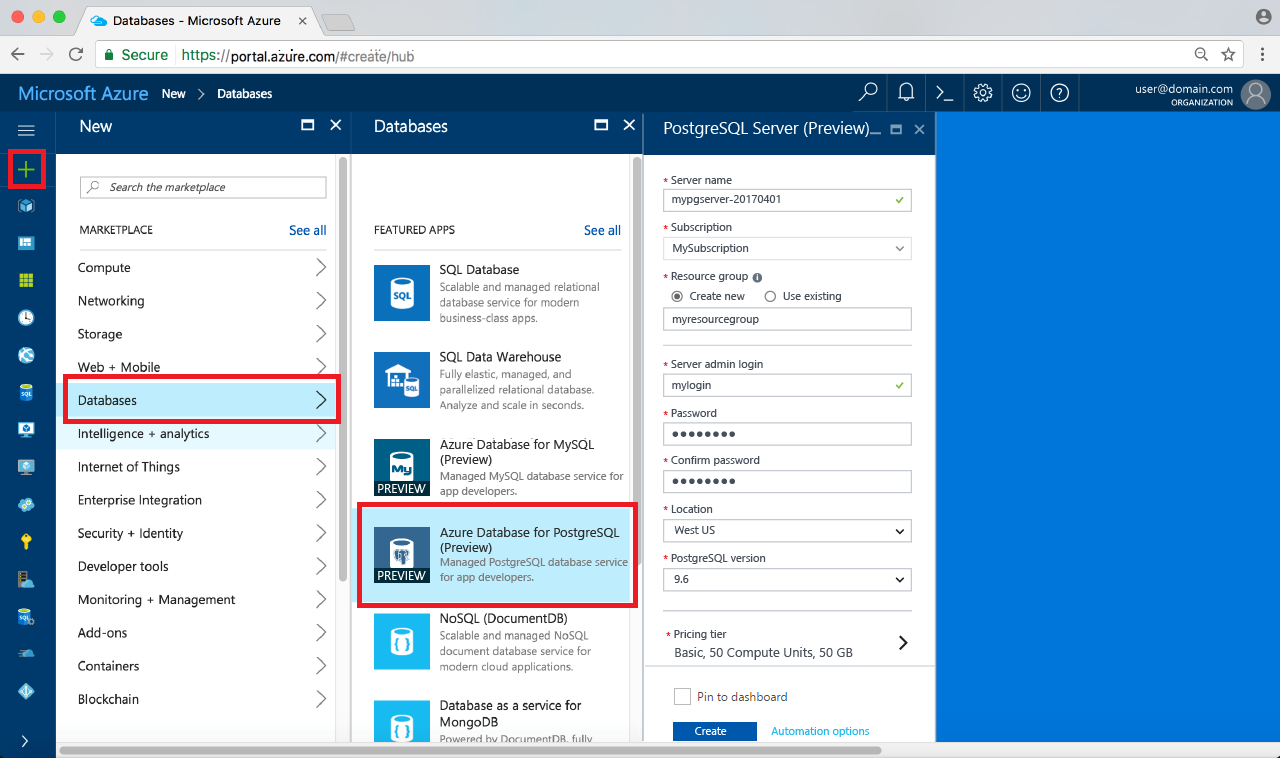 Databases - Microsoft Azure
Secure https://portal.azure.com/#create/hub
Microsoft Azure New Databases
user@domain.com
ORGANIZATION
New
Search the marketplace
MARKETPLACE See all
Compute
Networking
Storage
Web + Mobile
Databases
Intelligence + analytics
Internet of Things
Enterprise Integration
Security + Identity
Developer tools
Monitoring + Management
Add-ons
Containers
Blockchain
Databases
FEATURED APPS See all
SQL
SQL Database
Scalable and managed relational
database service for modern
business-class apps.
SQL
SQL Data Warehouse
Fully elastic, managed, and
parallelized relational database.
Analyze and scale in seconds.
My
PREVIEW
Azure Database for MySQL
(Preview)
Managed MySQL database service for
app developers.
PREVIEW
Azure Database for PostgreSQL
(Preview)
Managed PostgreSQL database service
for app developers.
NoSQL (DocumentDB)
Scalable and managed NoSQL
document database service for
modern cloud applications.
Database as a service for
MongoDB
Powered by DocumentDB, fully
PostgreSQL Server (Preview)
* Server name
mypgserver-20170401
* Subscription
MySubscription
* Resource group
Create new Use existing
myresourcegroup
* Server admin login
mylogin
* Password
●●●●●●●●
* Confirm password
●●●●●●●●
* Location
West US
* PostgreSQL version
9.6
* Pricing tier
Basic, 50 Compute Units, 50 GB
Pin to dashboard
Create Automation options